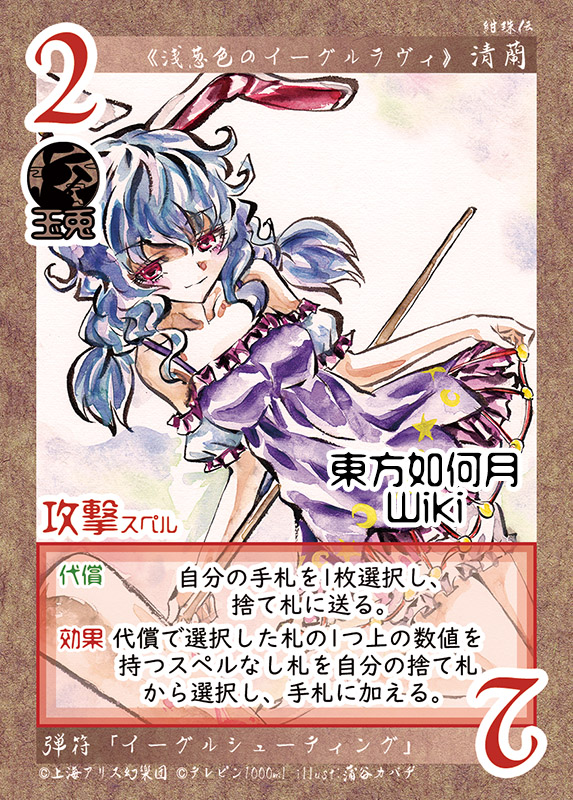 紺珠伝
2
《浅葱色のイーグルラヴィ》 清蘭
玉兎
東方如何月
Wiki
攻撃スペル
代償 自分の手札を1枚選択し、
捨て札に送る。
効果 代償で選択した札の1つ上の数値を
持つスペルなし札を自分の捨て札
から選択し、手札に加える。
2
弾符「イーグルシューティング」
©上海アリス幻樂団 ©テレピン1000ml illust:蒲谷カバヂ